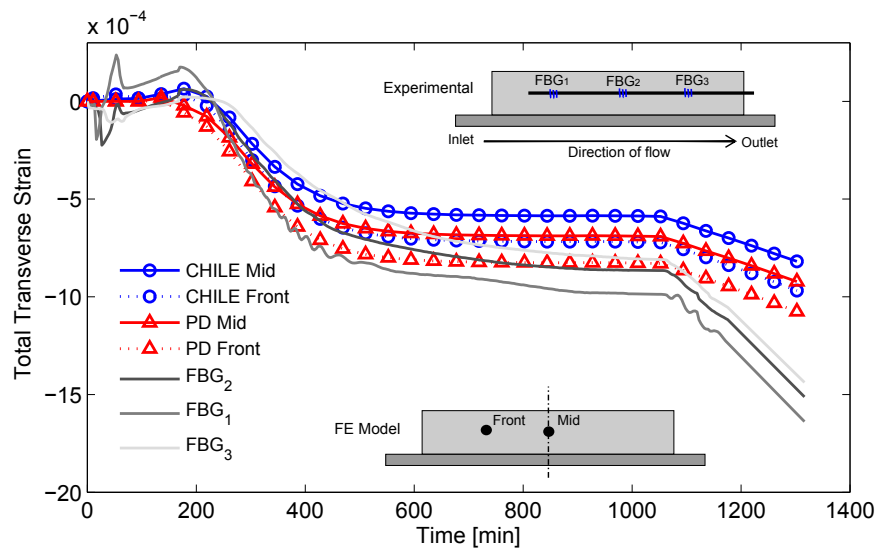 x 10⁻⁴
5
0
−5
−10
−15
−20
0
200
400
600
800
1000
1200
1400
Time [min]
Total Transverse Strain
Experimental
FBG₁
FBG₂
FBG₃
Inlet
Direction of flow
Outlet
CHILE Mid
CHILE Front
PD Mid
PD Front
FBG₂
FBG₁
FBG₃
FE Model
Front
Mid